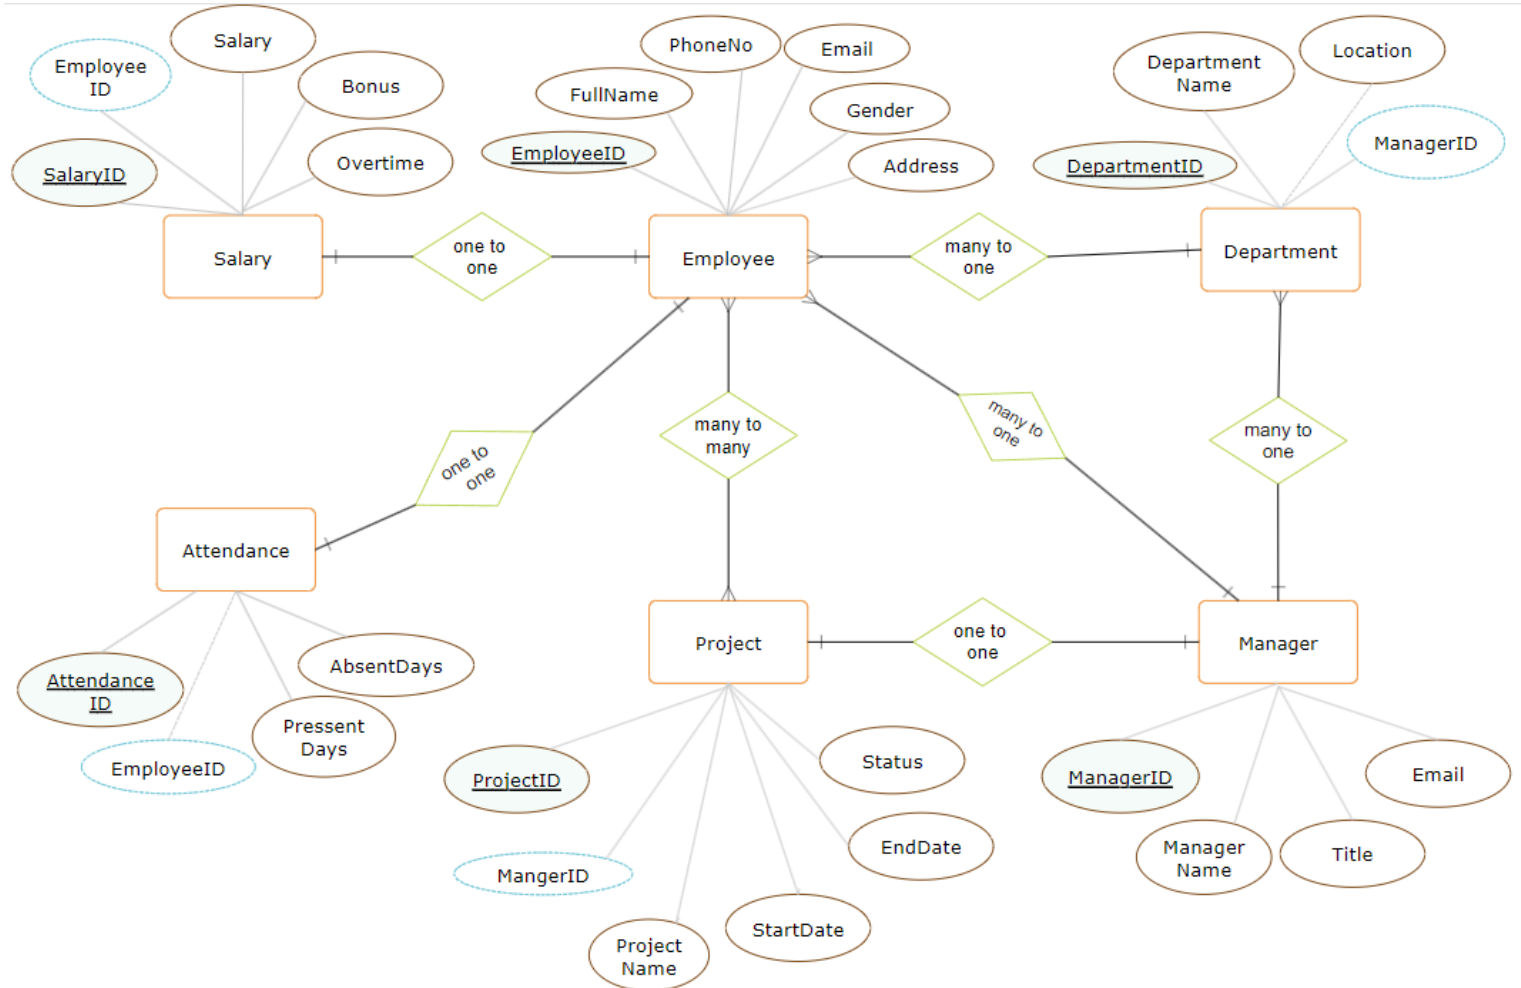 Salary
PhoneNo
Email
Location
Employee
ID
Department
Name
Bonus
FullName
Gender
ManagerID
EmployeeID
Overtime
Address
DepartmentID
SalaryID
Salary
one to
one
Employee
many to
one
Department
one to
one
many to
many
many to
one
many to
one
Attendance
Project
one to
one
Manager
AbsentDays
Attendance
ID
Pressent
Days
EmployeeID
ProjectID
Status
ManagerID
Email
MangerID
EndDate
Manager
Name
Title
Project
Name
StartDate